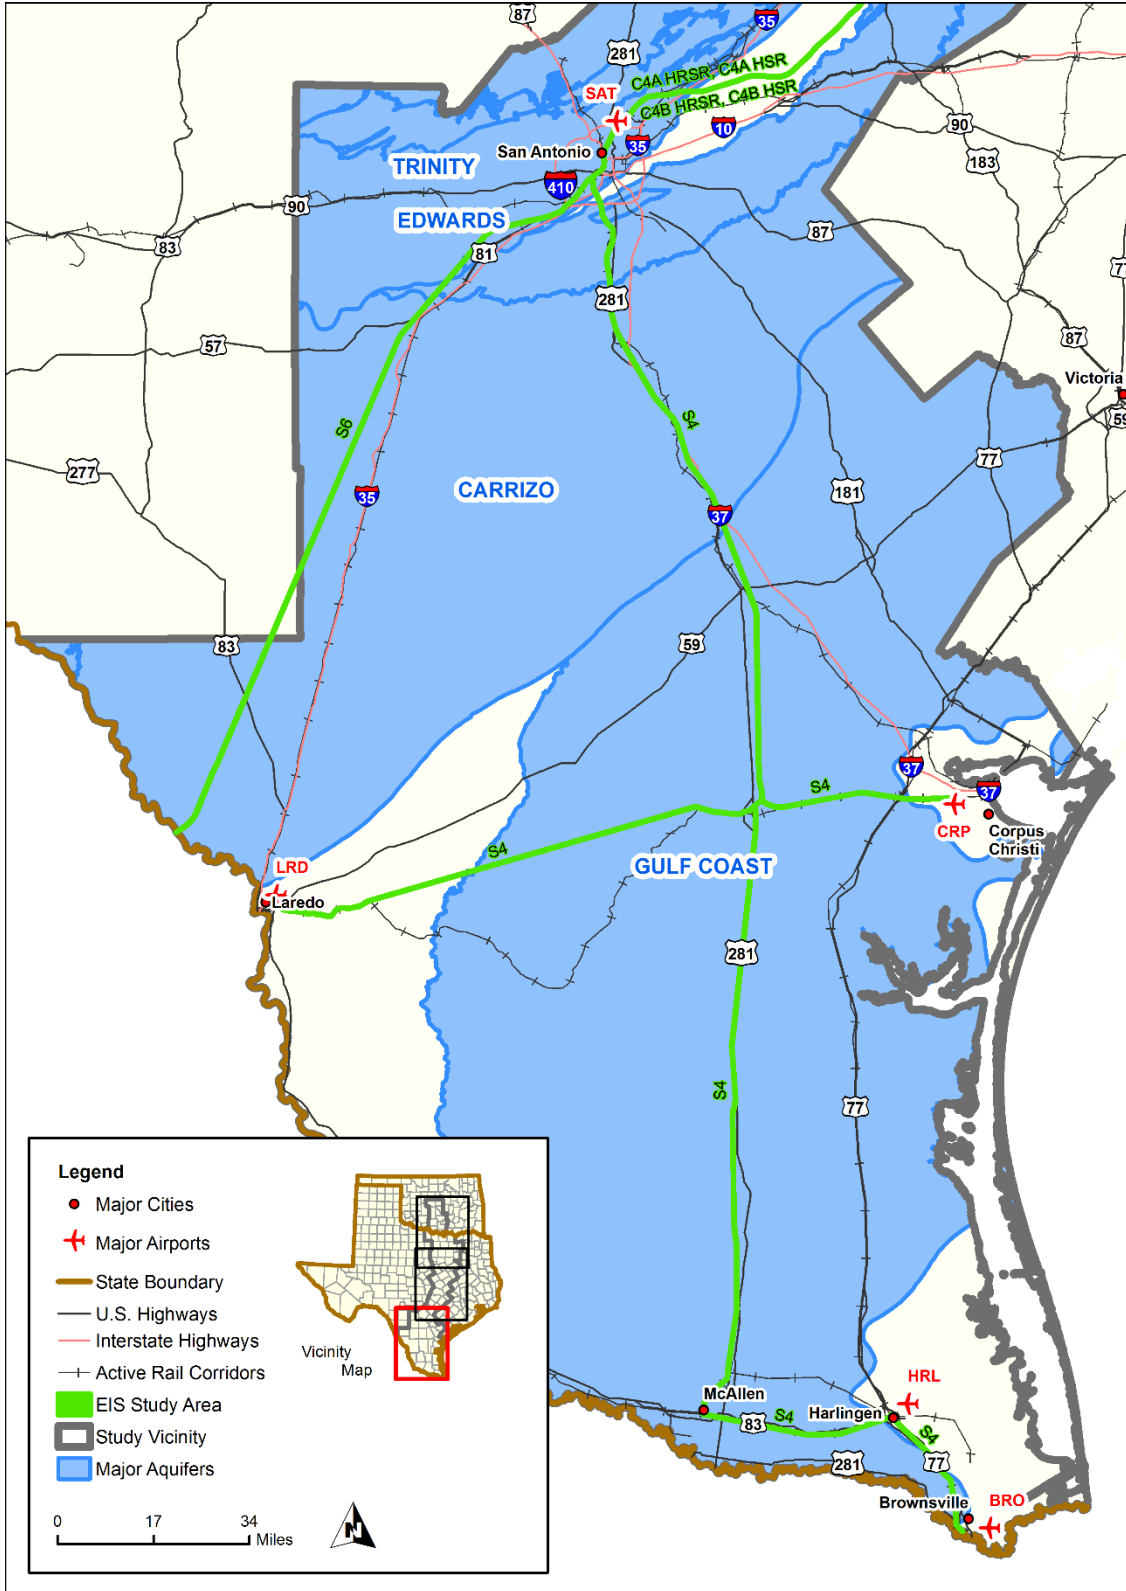 87
35
281
C4A HRSR, C4A HSR
C4B HRSR, C4B HSR
SAT
10
35
90
183
San Antonio
TRINITY
410
90
83
EDWARDS
87
81
77
281
57
87
Victoria
59
S4
S6
77
277
CARRIZO
35
181
37
83
59
37
S4
37
CRP
Corpus
Christi
S4
GULF COAST
LRD
Laredo
281
S4
77
Legend
Major Cities
Major Airports
State Boundary
U.S. Highways
Interstate Highways
Active Rail Corridors
EIS Study Area
Study Vicinity
Major Aquifers
Vicinity
Map
0 17 34
Miles
N
McAllen
HRL
83
S4
Harlingen
S4
281
77
Brownsville
BRO